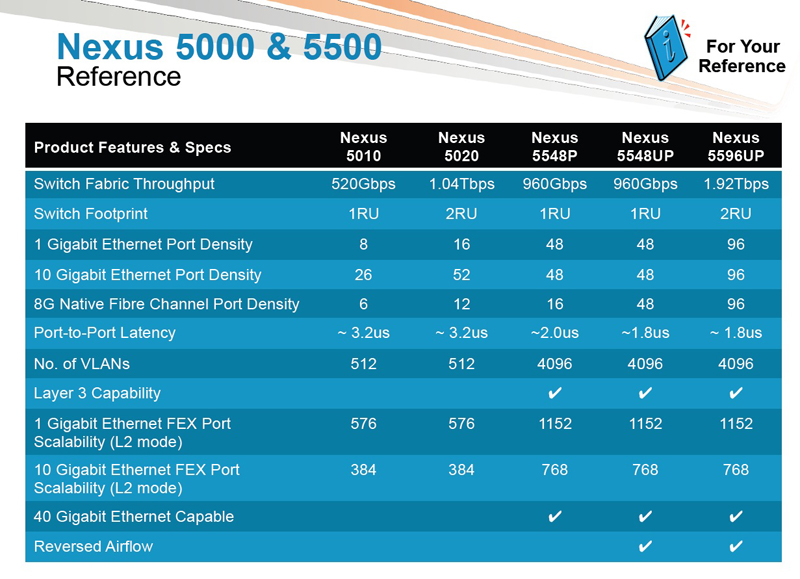 Nexus 5000 & 5500
Reference
For Your
Reference
Product Features & Specs Nexus 5010 Nexus 5020 Nexus 5548P Nexus 5548UP Nexus 5596UP
Switch Fabric Throughput 520Gbps 1.04Tbps 960Gbps 960Gbps 1.92Tbps
Switch Footprint 1RU 2RU 1RU 1RU 2RU
1 Gigabit Ethernet Port Density 8 16 48 48 96
10 Gigabit Ethernet Port Density 26 52 48 48 96
8G Native Fibre Channel Port Density 6 12 16 48 96
Port-to-Port Latency ~ 3.2us ~ 3.2us ~2.0us ~1.8us ~ 1.8us
No. of VLANs 512 512 4096 4096 4096
Layer 3 Capability ✔ ✔ ✔
1 Gigabit Ethernet FEX Port 576 576 1152 1152 1152
Scalability (L2 mode)
10 Gigabit Ethernet FEX Port 384 384 768 768 768
Scalability (L2 mode)
40 Gigabit Ethernet Capable ✔ ✔ ✔
Reversed Airflow ✔ ✔